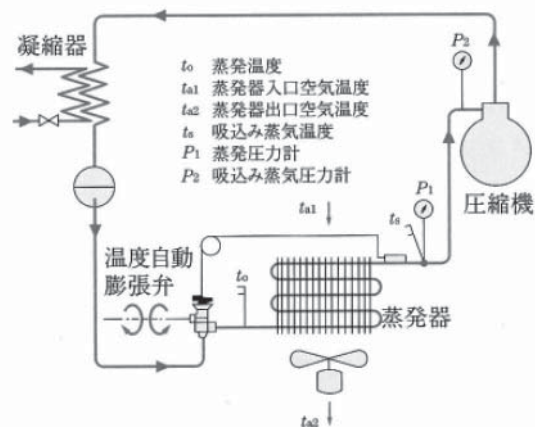 凝縮器
P2
to 蒸発温度
ta1 蒸発器入口空気温度
ta2 蒸発器出口空気温度
ts 吸込み蒸気温度
P1 蒸発圧力計
P2 吸込み蒸気圧力計
圧縮機
P1
ts
ta1
温度自動
膨張弁
to
蒸発器
ta2